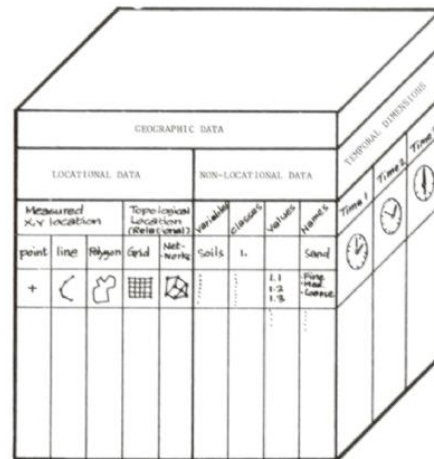 GEOGRAPHIC DATA
TEMPORAL DIMENSIONS
LOCATIONAL DATA
NON-LOCATIONAL DATA
Measured X,Y location
Topological Location (Relational)
Variables
Classes
Values
Names
Time 1
Time 2
Time
point
line
Polygon
Grid
Net-
works
Soils
1.
Sand
+
1.1
1.2
1.3
-Fine
-Med.
-Coarse